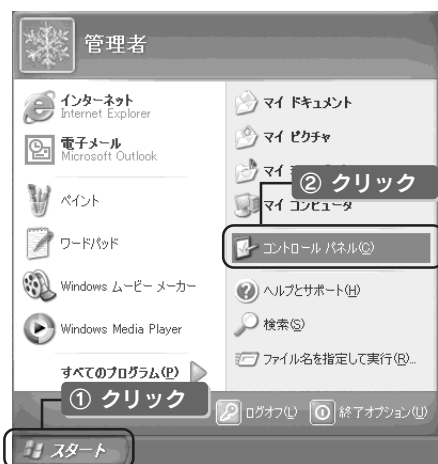 管理者
インターネット
Internet Explorer
電子メール
Microsoft Outlook
ペイント
ワードパッド
Windows ムービー メーカー
Windows Media Player
すべてのプログラム(P)
マイ ドキュメント
マイ ピクチャ
マイ
② クリック
マイ コンピュータ
コントロール パネル(C)
ヘルプとサポート(H)
検索(S)
ファイル名を指定して実行(R)...
① クリック
ログオフ(L)
終了オプション(U)
スタート